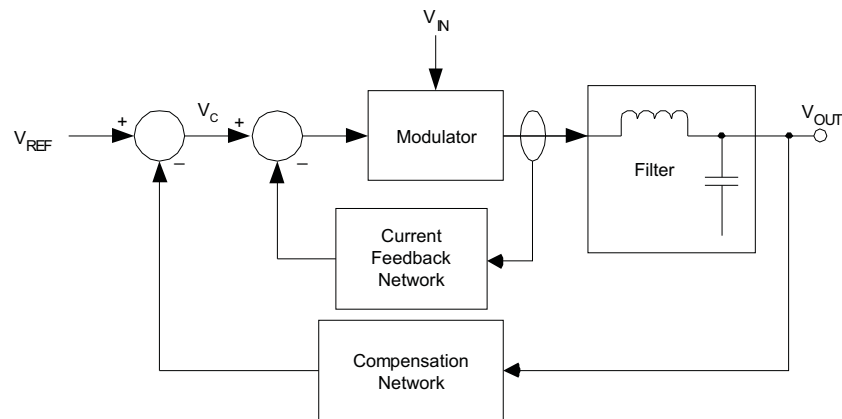 V_IN
V_REF
+
−
V_C
+
−
Modulator
Filter
V_OUT
Current
Feedback
Network
Compensation
Network